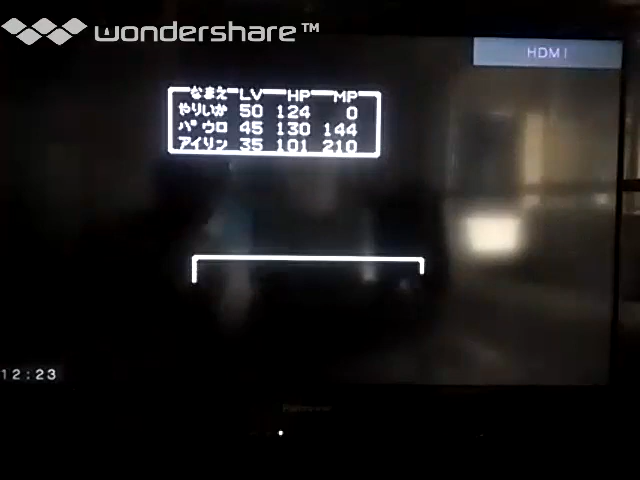 wondershare™
HDMI
なまえ LV HP MP
やりいか 50 124 0
パウロ 45 130 144
アイリン 35 101 210
12:23